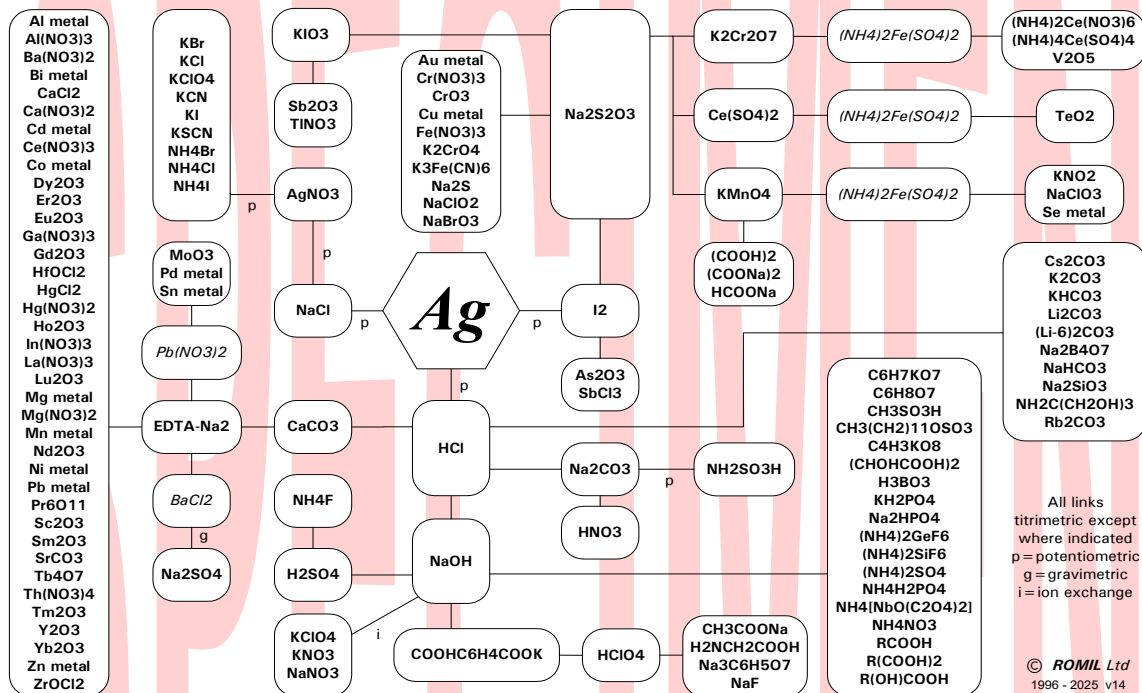 Al metal
Al(NO3)3
Ba(NO3)2
Bi metal
CaCl2
Ca(NO3)2
Cd metal
Ce(NO3)3
Co metal
Dy2O3
Er2O3
Eu2O3
Ga(NO3)3
Gd2O3
HfOCl2
HgCl2
Hg(NO3)2
Ho2O3
In(NO3)3
La(NO3)3
Lu2O3
Mg metal
Mg(NO3)2
Mn metal
Nd2O3
Ni metal
Pb metal
Pr6O11
Sc2O3
Sm2O3
SrCO3
Tb4O7
Th(NO3)4
Tm2O3
Y2O3
Yb2O3
Zn metal
ZrOCl2
KBr
KCl
KClO4
KCN
KI
KSCN
NH4Br
NH4Cl
NH4I
p
MoO3
Pd metal
Sn metal
Pb(NO3)2
EDTA-Na2
BaCl2
g
Na2SO4
KIO3
Sb2O3
TlNO3
AgNO3
p
NaCl
p
CaCO3
NH4F
H2SO4
KClO4
KNO3
NaNO3
i
Au metal
Cr(NO3)3
CrO3
Cu metal
Fe(NO3)3
K2CrO4
K3Fe(CN)6
Na2S
NaClO2
NaBrO3
Ag
p
p
HCl
NaOH
COOHC6H4COOK
HClO4
CH3COONa
H2NCH2COOH
Na3C6H5O7
NaF
Na2S2O3
I2
As2O3
SbCl3
Na2CO3
p
NH2SO3H
HNO3
K2Cr2O7
(NH4)2Fe(SO4)2
(NH4)2Ce(NO3)6
(NH4)4Ce(SO4)4
V2O5
Ce(SO4)2
(NH4)2Fe(SO4)2
TeO2
KMnO4
(NH4)2Fe(SO4)2
KNO2
NaClO3
Se metal
(COOH)2
(COONa)2
HCOONa
Cs2CO3
K2CO3
KHCO3
Li2CO3
(Li-6)2CO3
Na2B4O7
NaHCO3
Na2SiO3
NH2C(CH2OH)3
Rb2CO3
C6H7KO7
C6H8O7
CH3SO3H
CH3(CH2)11OSO3
C4H3KO8
(CHOHCOOH)2
H3BO3
KH2PO4
Na2HPO4
(NH4)2GeF6
(NH4)2SiF6
(NH4)2SO4
NH4H2PO4
NH4[NbO(C2O4)2]
NH4NO3
RCOOH
R(COOH)2
R(OH)COOH
All links
titrimetric except
where indicated
p=potentiometric
g=gravimetric
i=ion exchange
© ROMIL Ltd
1996 - 2025 v14